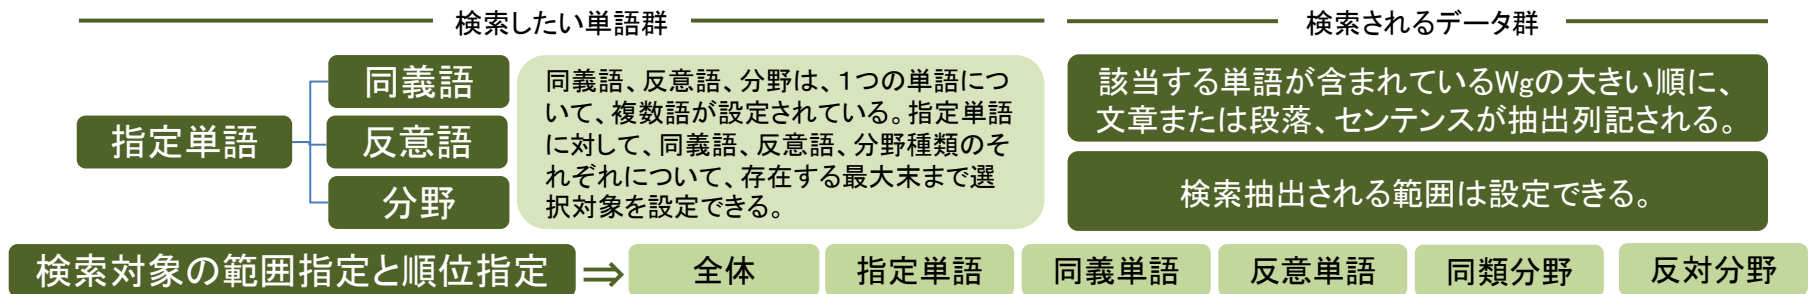 検索したい単語群
指定単語
同義語
反意語
分野
同義語、反意語、分野は、１つの単語につ
いて、複数語が設定されている。指定単語
に対して、同義語、反意語、分野種類のそ
れぞれについて、存在する最大末まで選
択対象を設定できる。
検索されるデータ群
該当する単語が含まれているWgの大きい順に、
文章または段落、センテンスが抽出列記される。
検索抽出される範囲は設定できる。
検索対象の範囲指定と順位指定 ⇒ 全体 指定単語 同義単語 反意単語 同類分野 反対分野